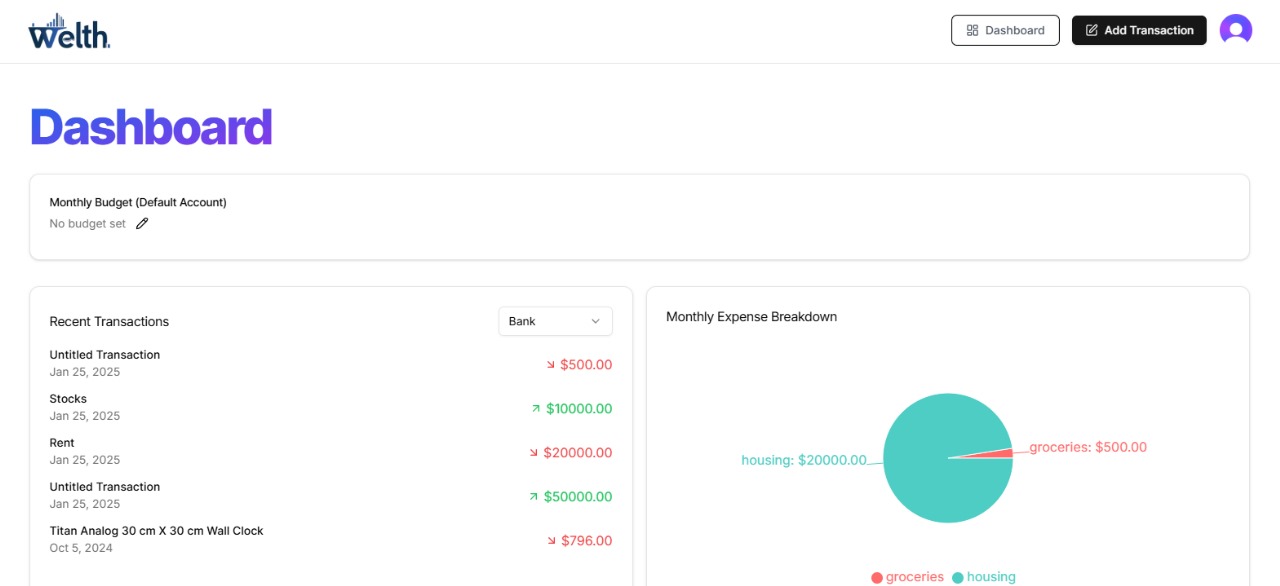 Welth.
Dashboard
Add Transaction
Dashboard
Monthly Budget (Default Account)
No budget set
Recent Transactions
Bank
Untitled Transaction
Jan 25, 2025
$500.00
Stocks
Jan 25, 2025
$10000.00
Rent
Jan 25, 2025
$20000.00
Untitled Transaction
Jan 25, 2025
$50000.00
Titan Analog 30 cm X 30 cm Wall Clock
Oct 5, 2024
$796.00
Monthly Expense Breakdown
housing: $20000.00
groceries: $500.00
groceries
housing